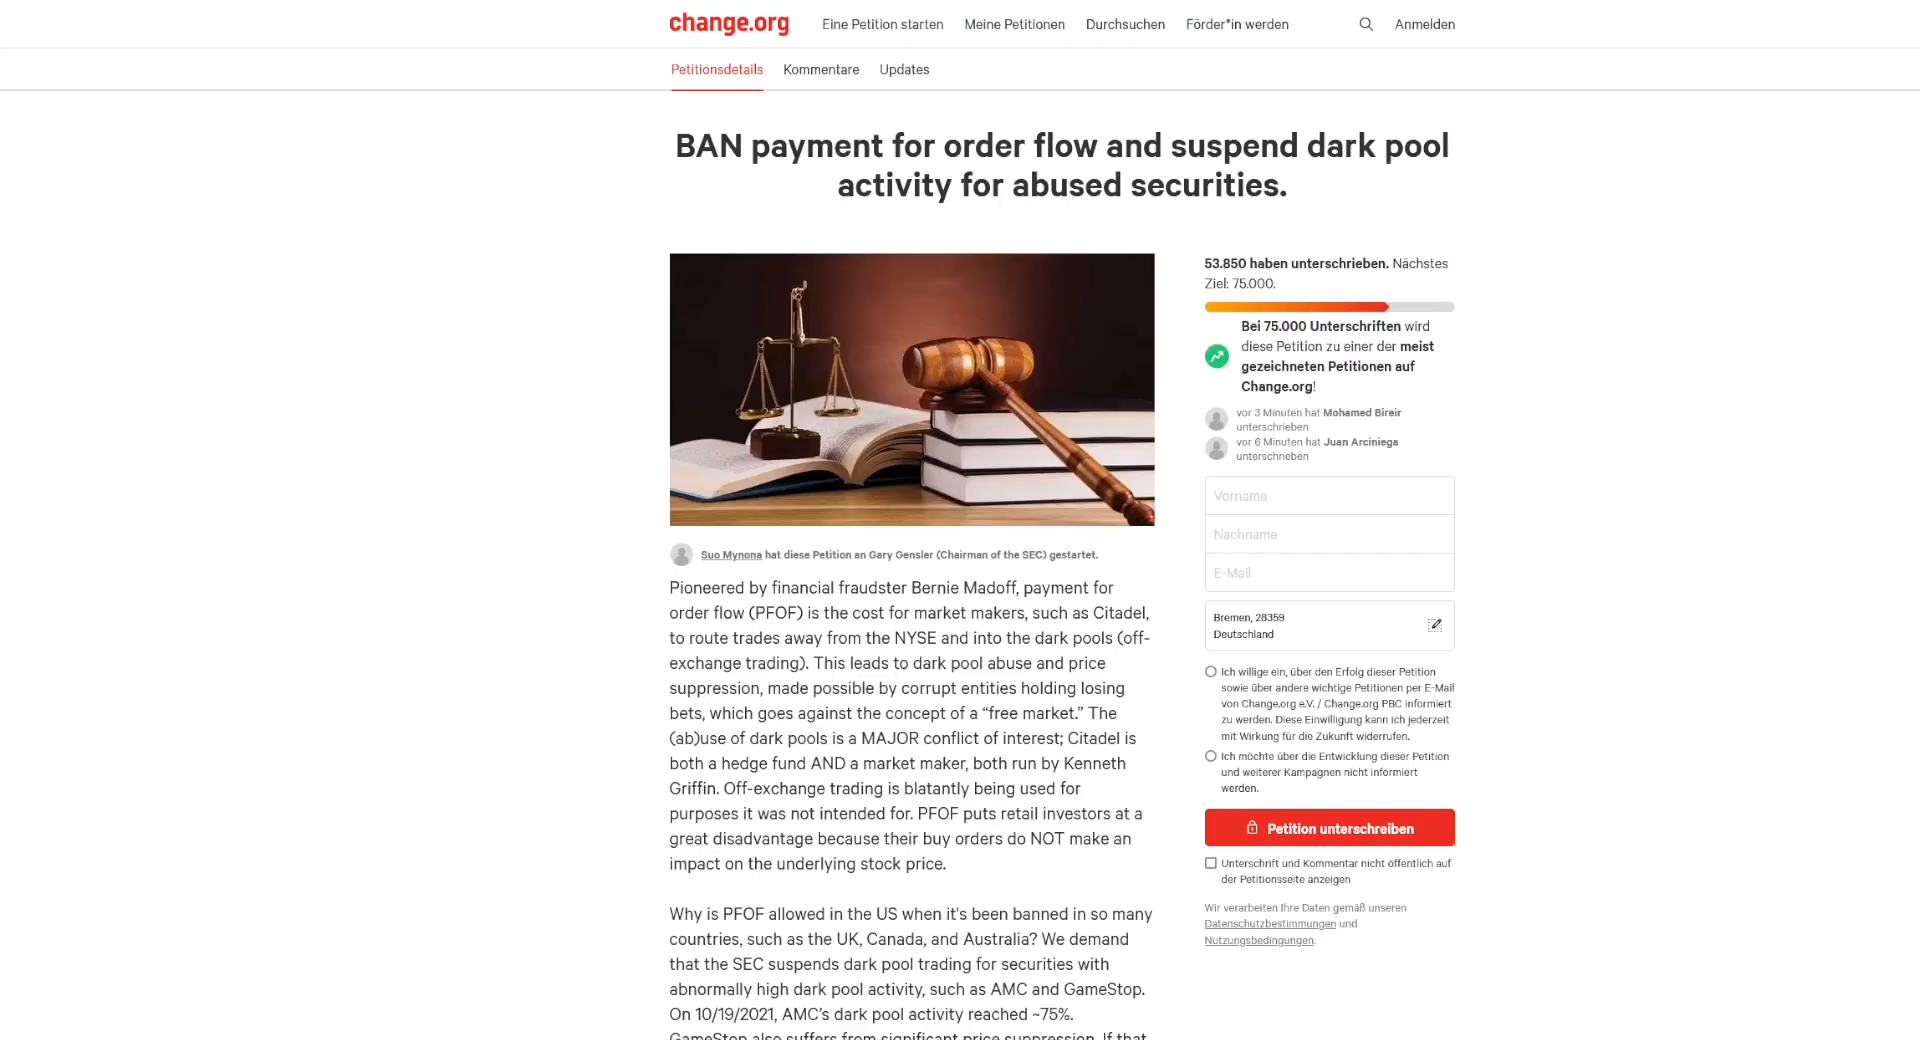 change.org
Eine Petition starten
Meine Petitionen
Durchsuchen
Förder*in werden
Anmelden
Petitionsdetails
Kommentare
Updates
BAN payment for order flow and suspend dark pool
activity for abused securities.
53.850 haben unterschrieben. Nächstes
Ziel: 75.000.
Bei 75.000 Unterschriften wird
diese Petition zu einer der meist
gezeichneten Petitionen auf
Change.org!
vor 3 Minuten hat Mohamed Bireir
unterschrieben
vor 6 Minuten hat Juan Arciniega
unterschrieben
Vorname
Nachname
E-Mail
Bremen, 28359
Deutschland
Ich willige ein, über den Erfolg dieser Petition
sowie über andere wichtige Petitionen per E-Mail
von Change.org e.V. / Change.org PBC informiert
zu werden. Diese Einwilligung kann ich jederzeit
mit Wirkung für die Zukunft widerrufen.
Ich möchte über die Entwicklung dieser Petition
und weiterer Kampagnen nicht informiert
werden.
Petition unterschreiben
Unterschrift und Kommentar nicht öffentlich auf
der Petitionsseite anzeigen
Wir verarbeiten Ihre Daten gemäß unseren
Datenschutzbestimmungen und
Nutzungsbedingungen.
Suo Mynona hat diese Petition an Gary Gensler (Chairman of the SEC) gestartet.
Pioneered by financial fraudster Bernie Madoff, payment for
order flow (PFOF) is the cost for market makers, such as Citadel,
to route trades away from the NYSE and into the dark pools (off-
exchange trading). This leads to dark pool abuse and price
suppression, made possible by corrupt entities holding losing
bets, which goes against the concept of a “free market.” The
(ab)use of dark pools is a MAJOR conflict of interest; Citadel is
both a hedge fund AND a market maker, both run by Kenneth
Griffin. Off-exchange trading is blatantly being used for
purposes it was not intended for. PFOF puts retail investors at a
great disadvantage because their buy orders do NOT make an
impact on the underlying stock price.
Why is PFOF allowed in the US when it's been banned in so many
countries, such as the UK, Canada, and Australia? We demand
that the SEC suspends dark pool trading for securities with
abnormally high dark pool activity, such as AMC and GameStop.
On 10/19/2021, AMC’s dark pool activity reached ~75%.
GameStop also suffers from significant price suppression. If that